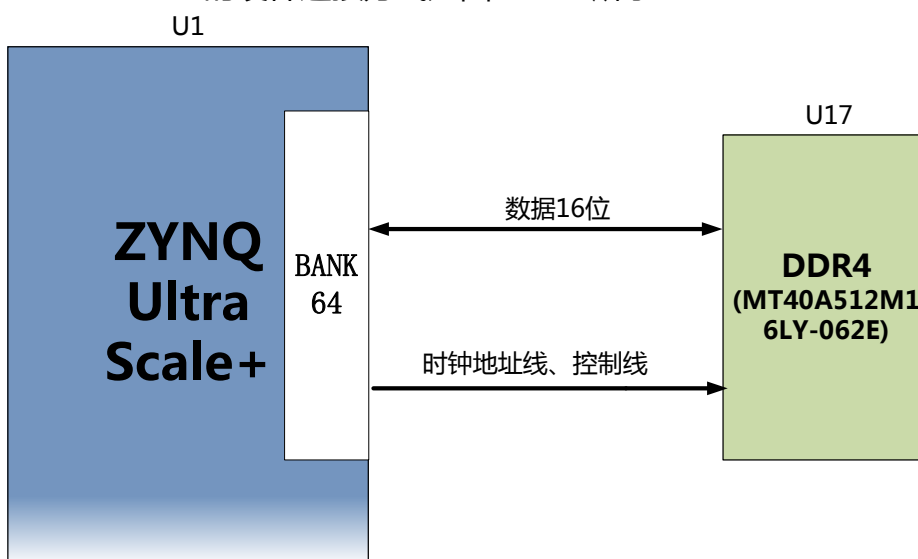 U1
U17
数据16位
ZYNQ
Ultra
Scale+
BANK
64
DDR4
(MT40A512M1
6LY-062E)
时钟地址线、控制线